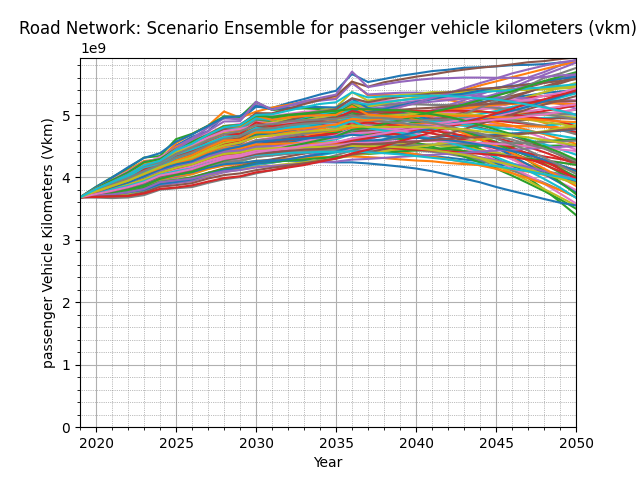 Road Network: Scenario Ensemble for passenger vehicle kilometers (vkm)
1e9
5
4
3
2
1
0
passenger Vehicle Kilometers (Vkm)
2020 2025 2030 2035 2040 2045 2050
Year